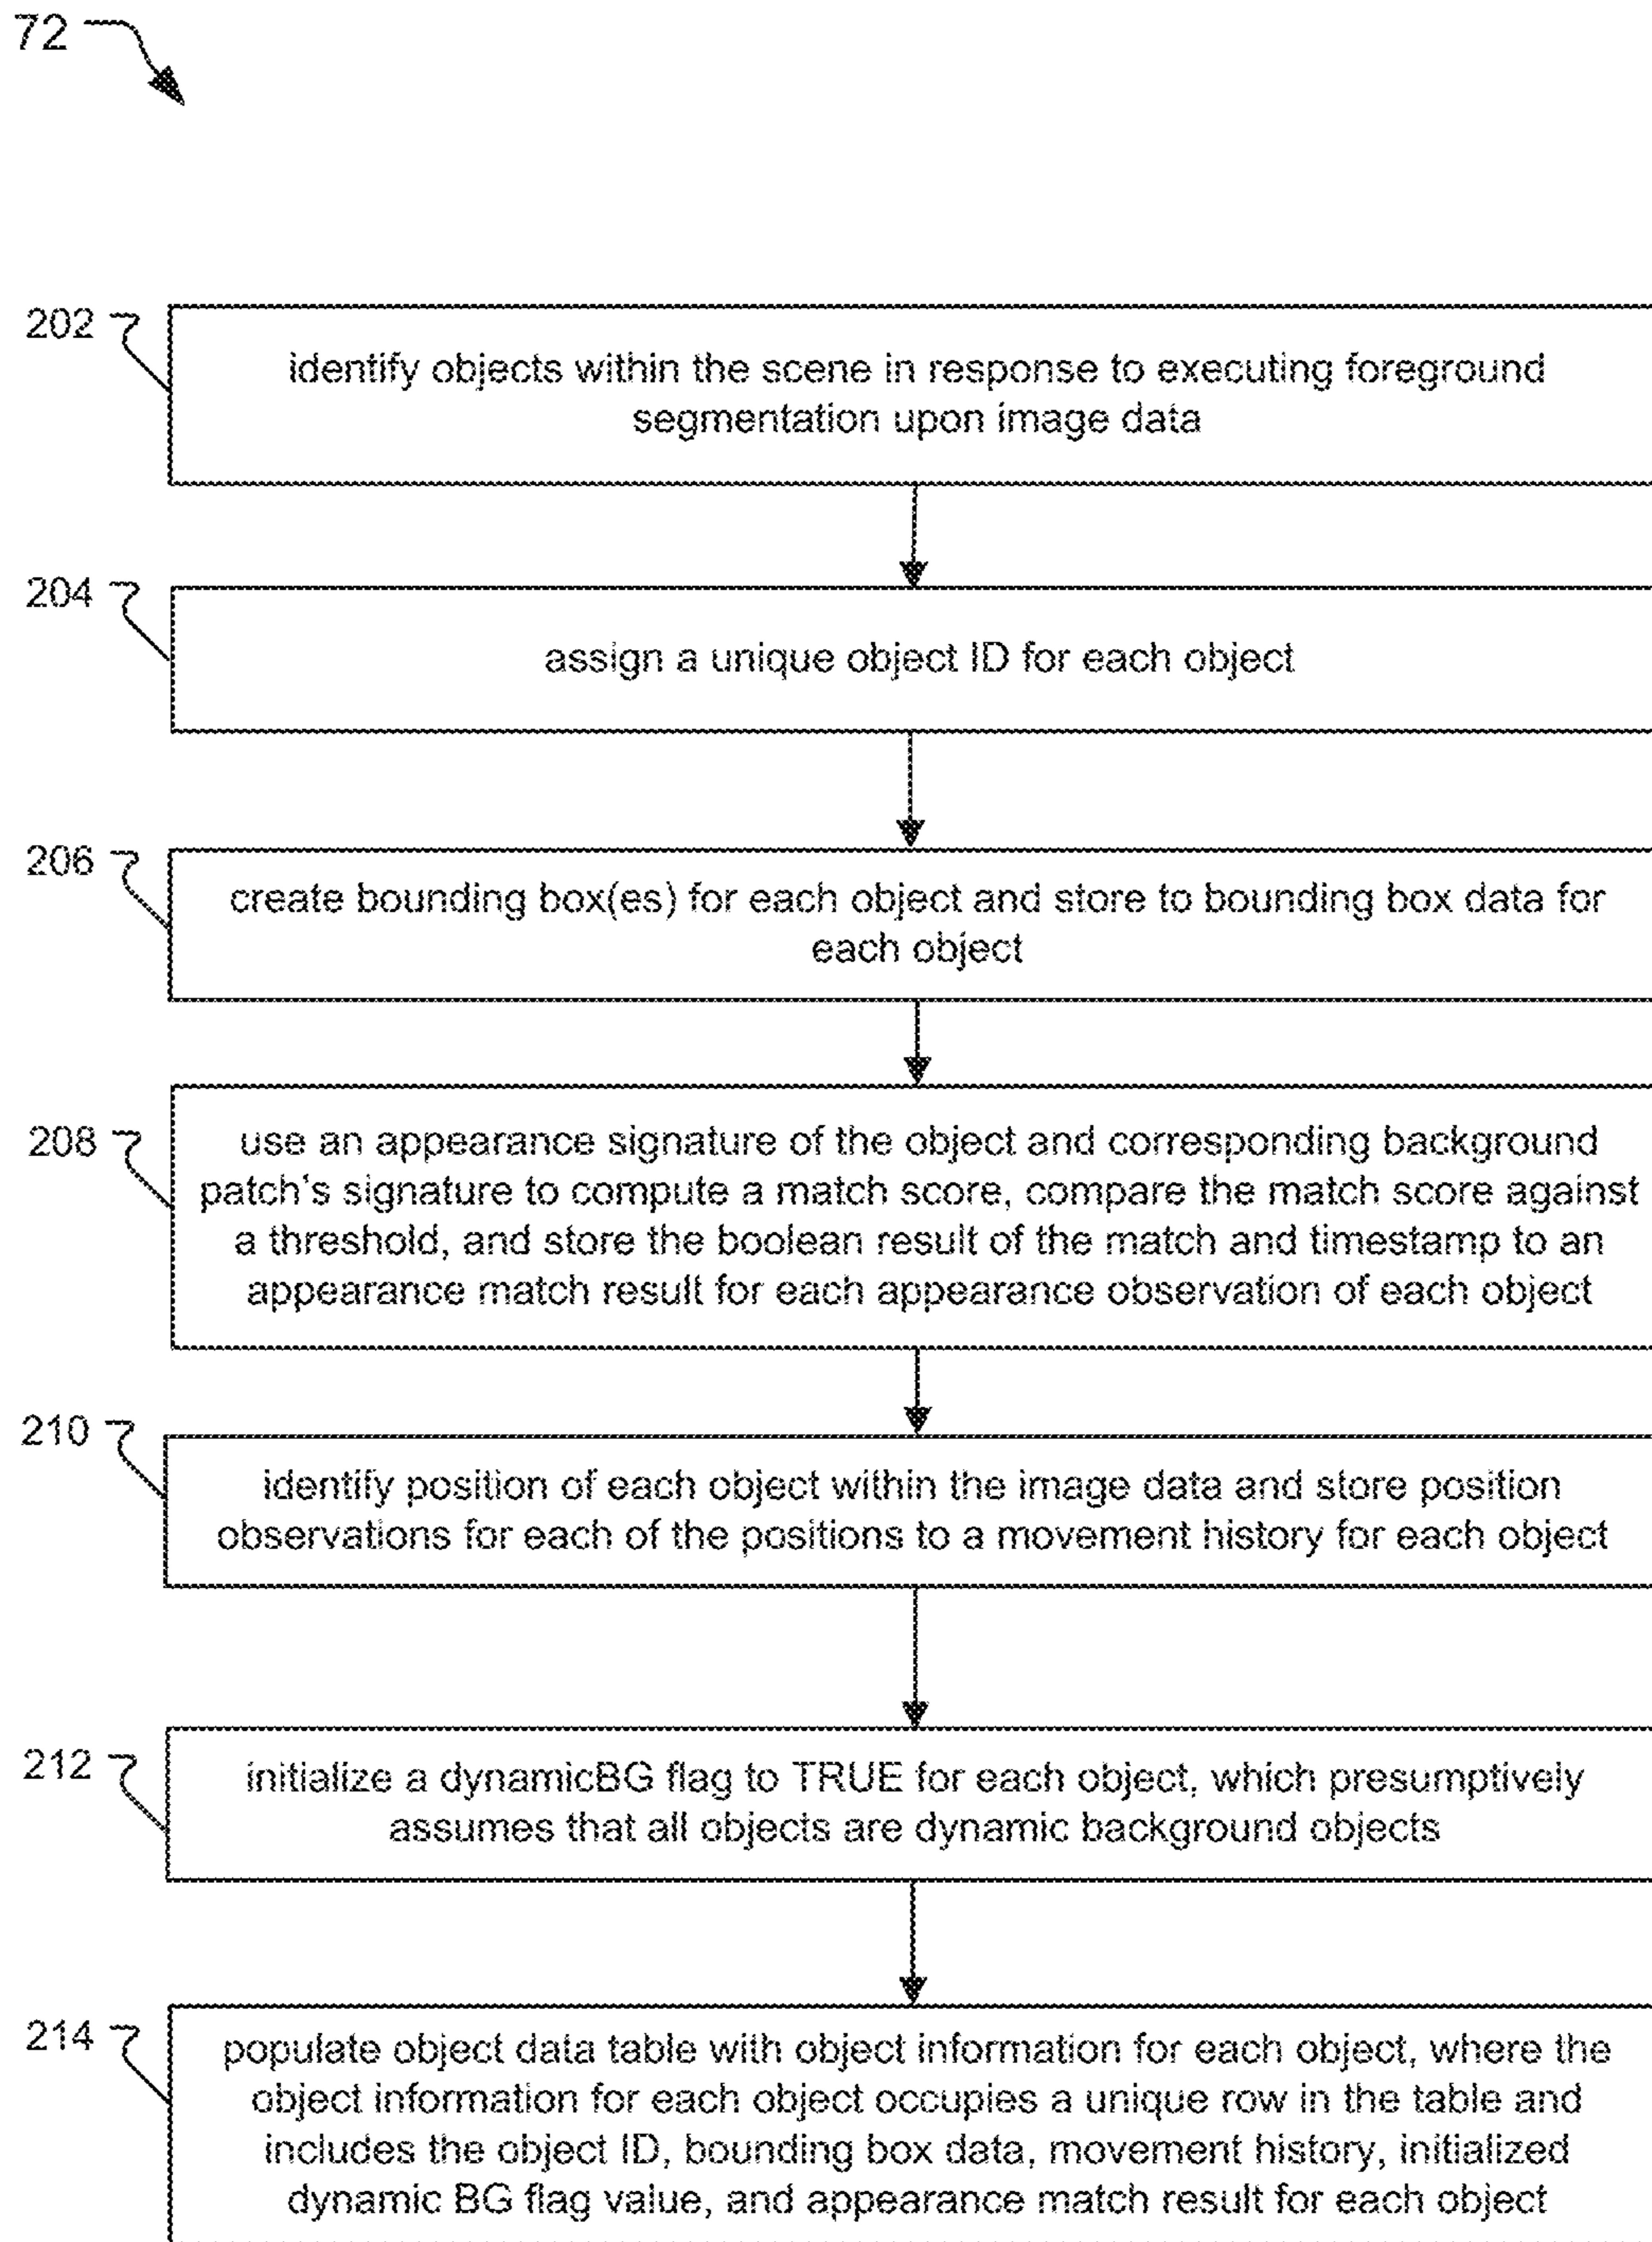 72
202
identify objects within the scene in response to executing foreground
segmentation upon image data
204
assign a unique object ID for each object
206
create bounding box(es) for each object and store to bounding box data for
each object
208
use an appearance signature of the object and corresponding background
patch's signature to compute a match score, compare the match score against
a threshold, and store the boolean result of the match and timestamp to an
appearance match result for each appearance observation of each object
210
identify position of each object within the image data and store position
observations for each of the positions to a movement history for each object
212
initialize a dynamicBG flag to TRUE for each object, which presumptively
assumes that all objects are dynamic background objects
214
populate object data table with object information for each object, where the
object information for each object occupies a unique row in the table and
includes the object ID, bounding box data, movement history, initialized
dynamic BG flag value, and appearance match result for each object